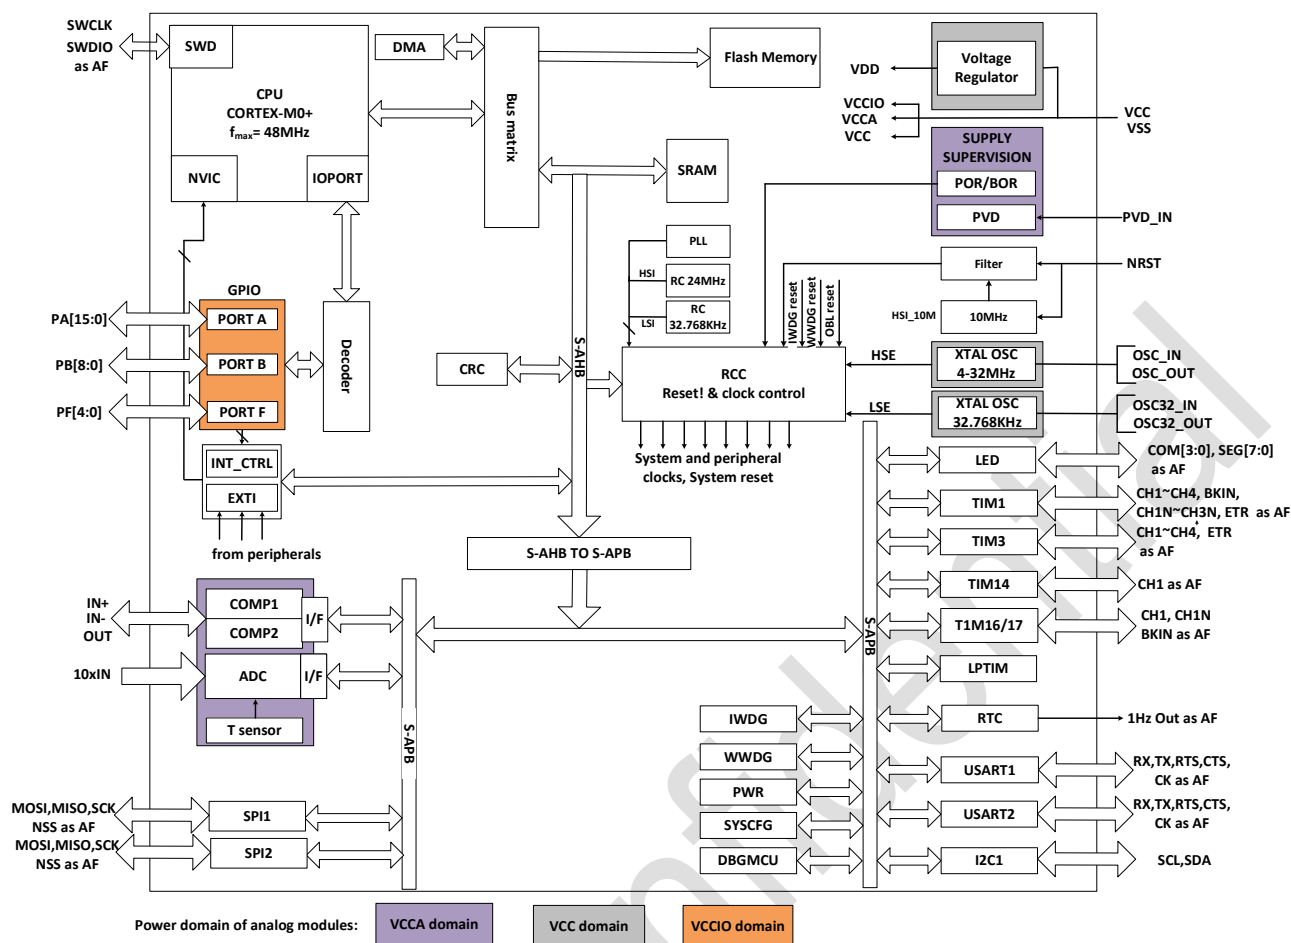 SWCLK
SWDIO
as AF
SWD
CPU
CORTEX-M0+
fmax= 48MHz
NVIC
IOPORT
DMA
Bus matrix
Flash Memory
SRAM
Voltage
Regulator
VDD
VCCIO
VCCA
VCC
VCC
VSS
SUPPLY
SUPERVISION
POR/BOR
PVD
PVD_IN
PLL
HSI
RC 24MHz
LSI
RC
32.768KHz
Filter
NRST
HSI_10M
10MHz
IWDG reset
WWDG reset
OBL reset
GPIO
PORT A
PORT B
PORT F
PA[15:0]
PB[8:0]
PF[4:0]
Decoder
CRC
S-AHB
RCC
Reset! & clock control
HSE
XTAL OSC
4-32MHz
OSC_IN
OSC_OUT
LSE
XTAL OSC
32.768KHz
OSC32_IN
OSC32_OUT
System and peripheral
clocks, System reset
INT_CTRL
EXTI
from peripherals
S-AHB TO S-APB
IN+
IN-
OUT
COMP1
COMP2
I/F
10xIN
ADC
I/F
T sensor
S-APB
S-APB
MOSI,MISO,SCK
NSS as AF
SPI1
MOSI,MISO,SCK
NSS as AF
SPI2
LED
COM[3:0], SEG[7:0]
as AF
TIM1
CH1~CH4, BKIN,
CH1N~CH3N, ETR as AF
TIM3
CH1~CH4, ETR
as AF
TIM14
CH1 as AF
T1M16/17
CH1, CH1N
BKIN as AF
LPTIM
IWDG
RTC
1Hz Out as AF
WWDG
USART1
RX,TX,RTS,CTS,
CK as AF
PWR
USART2
RX,TX,RTS,CTS,
CK as AF
SYSCFG
DBGMCU
I2C1
SCL,SDA
Power domain of analog modules:
VCCA domain
VCC domain
VCCIO domain
onfidential